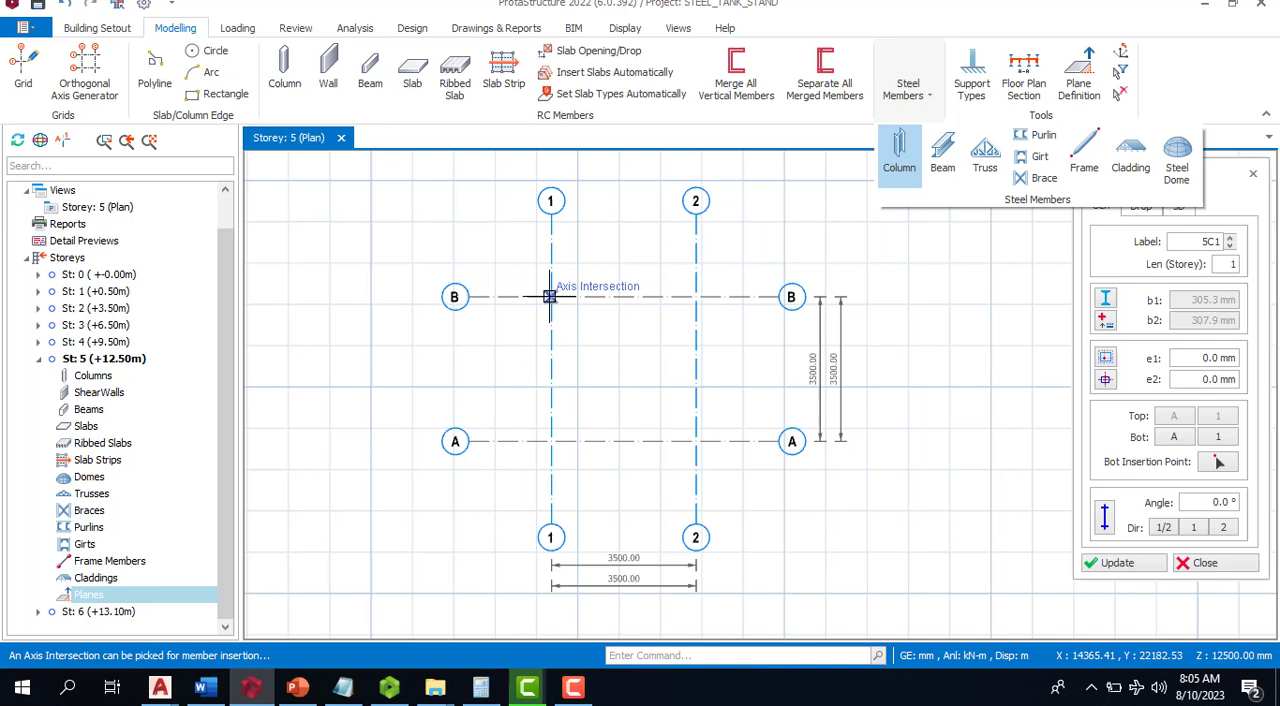 ProtaStructure 2022 (6.0.392) / Project: STEEL_TANK_STAND
Building Setout
Modelling
Loading
Review
Analysis
Design
Drawings & Reports
BIM
Display
Views
Help
Grid
Orthogonal
Axis Generator
Grids
Polyline
Circle
Arc
Rectangle
Slab/Column Edge
Column
Wall
Beam
Slab
Ribbed
Slab
Slab Strip
Slab Opening/Drop
Insert Slabs Automatically
Set Slab Types Automatically
RC Members
Merge All
Vertical Members
Separate All
Merged Members
Steel
Members
Support
Types
Floor Plan
Section
Plane
Definition
Tools
Column
Beam
Truss
Purlin
Girt
Brace
Frame
Cladding
Steel
Dome
Steel Members
Storey: 5 (Plan)
Search...
Views
Storey: 5 (Plan)
Reports
Detail Previews
Storeys
St: 0 ( +-0.00m)
St: 1 (+0.50m)
St: 2 (+3.50m)
St: 3 (+6.50m)
St: 4 (+9.50m)
St: 5 (+12.50m)
Columns
ShearWalls
Beams
Slabs
Ribbed Slabs
Slab Strips
Domes
Trusses
Braces
Purlins
Girts
Frame Members
Claddings
Planes
St: 6 (+13.10m)
1
2
Axis Intersection
B
B
3500.00
3500.00
A
A
1
2
3500.00
3500.00
Label: 5C1
Len (Storey): 1
b1: 305.3 mm
b2: 307.9 mm
e1: 0.0 mm
e2: 0.0 mm
Top: A 1
Bot: A 1
Bot Insertion Point:
Angle: 0.0 °
Dir: 1/2 1 2
Update
Close
An Axis Intersection can be picked for member insertion...
Enter Command...
GE: mm, Anl: kN-m , Disp: m
X : 14365.41 , Y : 22182.53
Z : 12500.00 mm
8:05 AM
8/10/2023
2